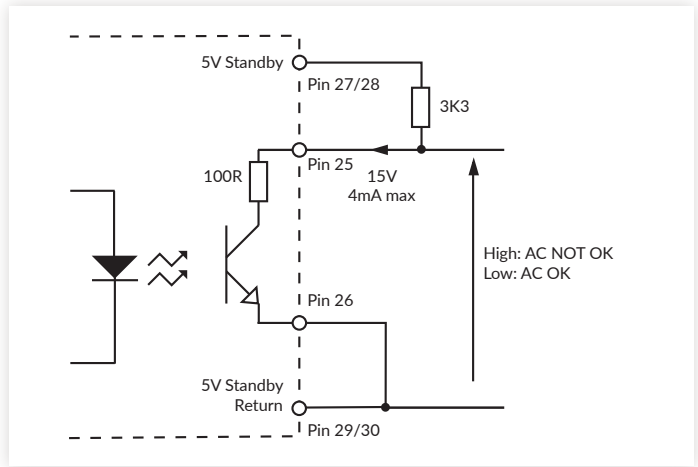 5V Standby
Pin 27/28
3K3
Pin 25
100R
15V
4mA max
High: AC NOT OK
Low: AC OK
Pin 26
5V Standby
Return
Pin 29/30